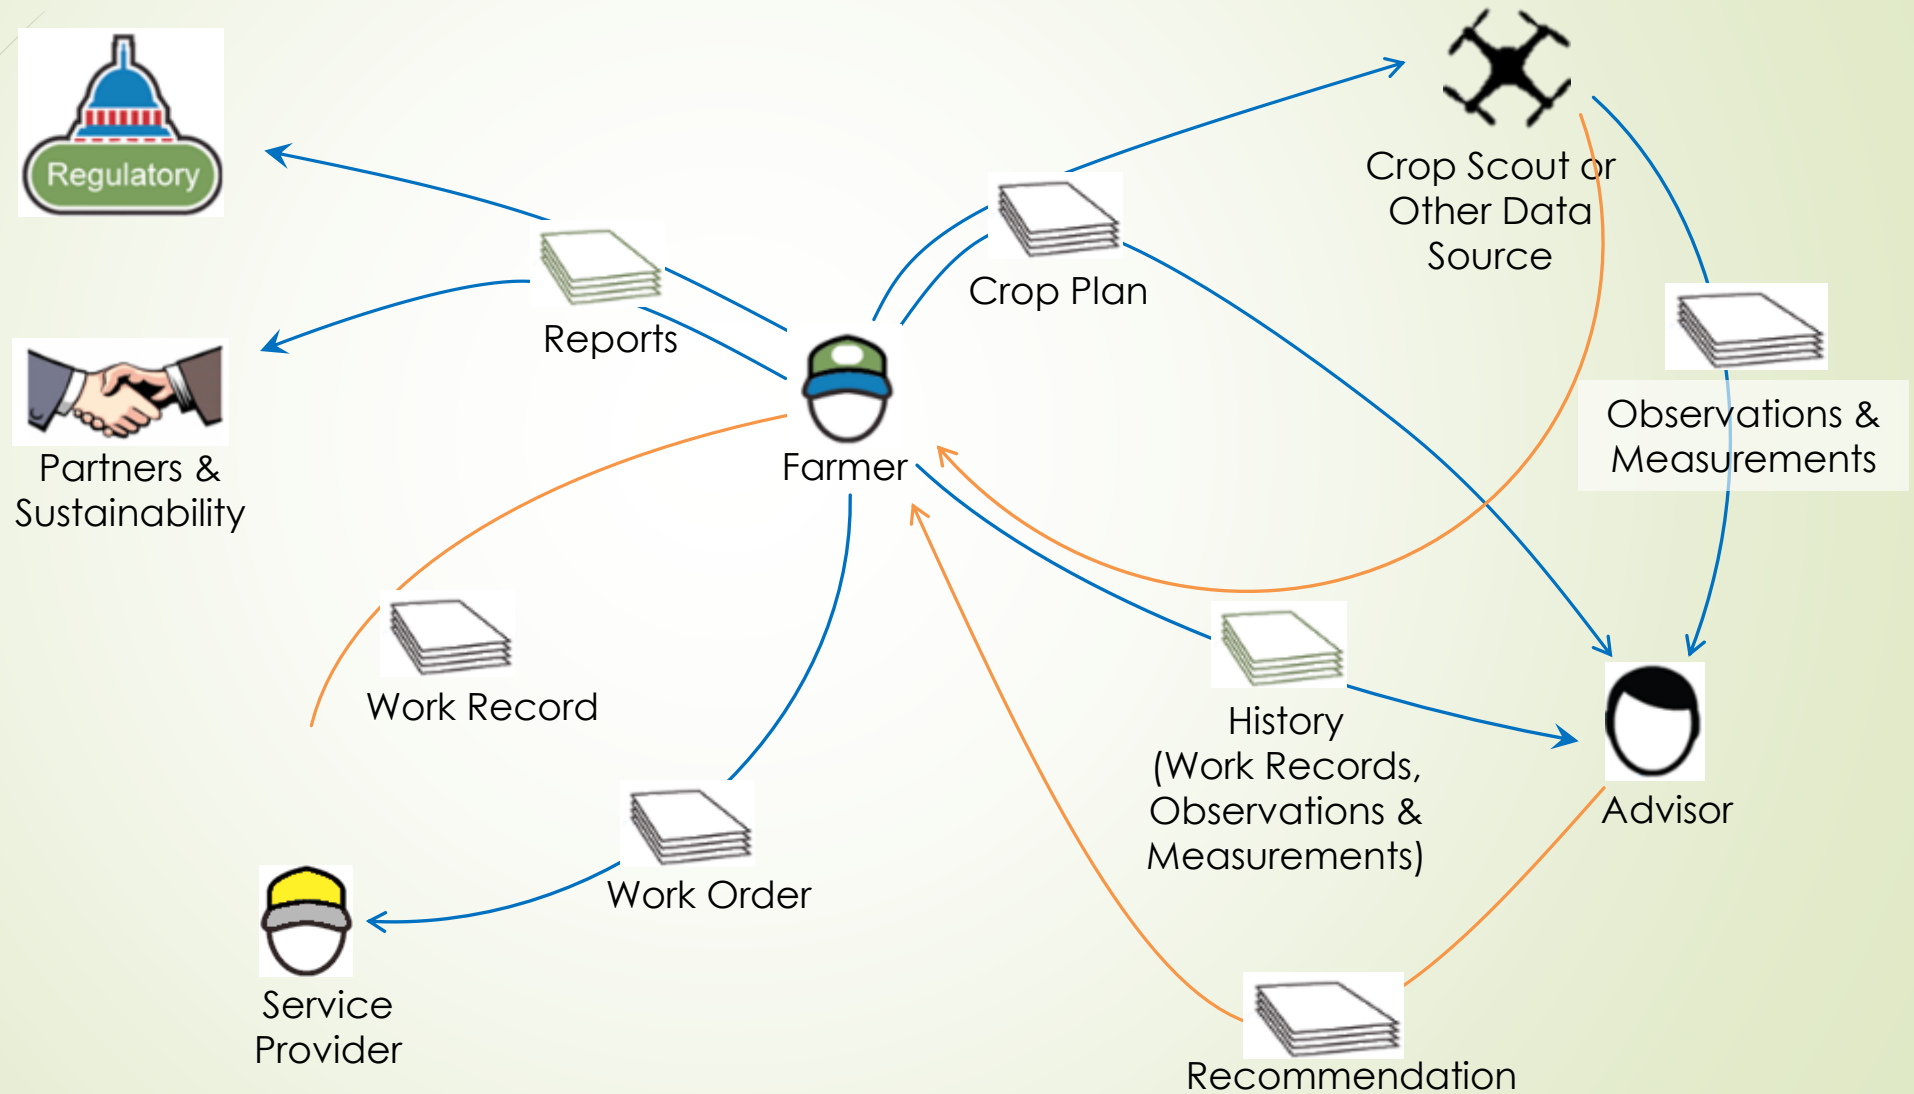 Regulatory
Crop Scout or
Other Data
Source
Crop Plan
Reports
Observations &
Measurements
Partners &
Sustainability
Farmer
Work Record
History
(Work Records,
Observations &
Measurements)
Advisor
Work Order
Service
Provider
Recommendation